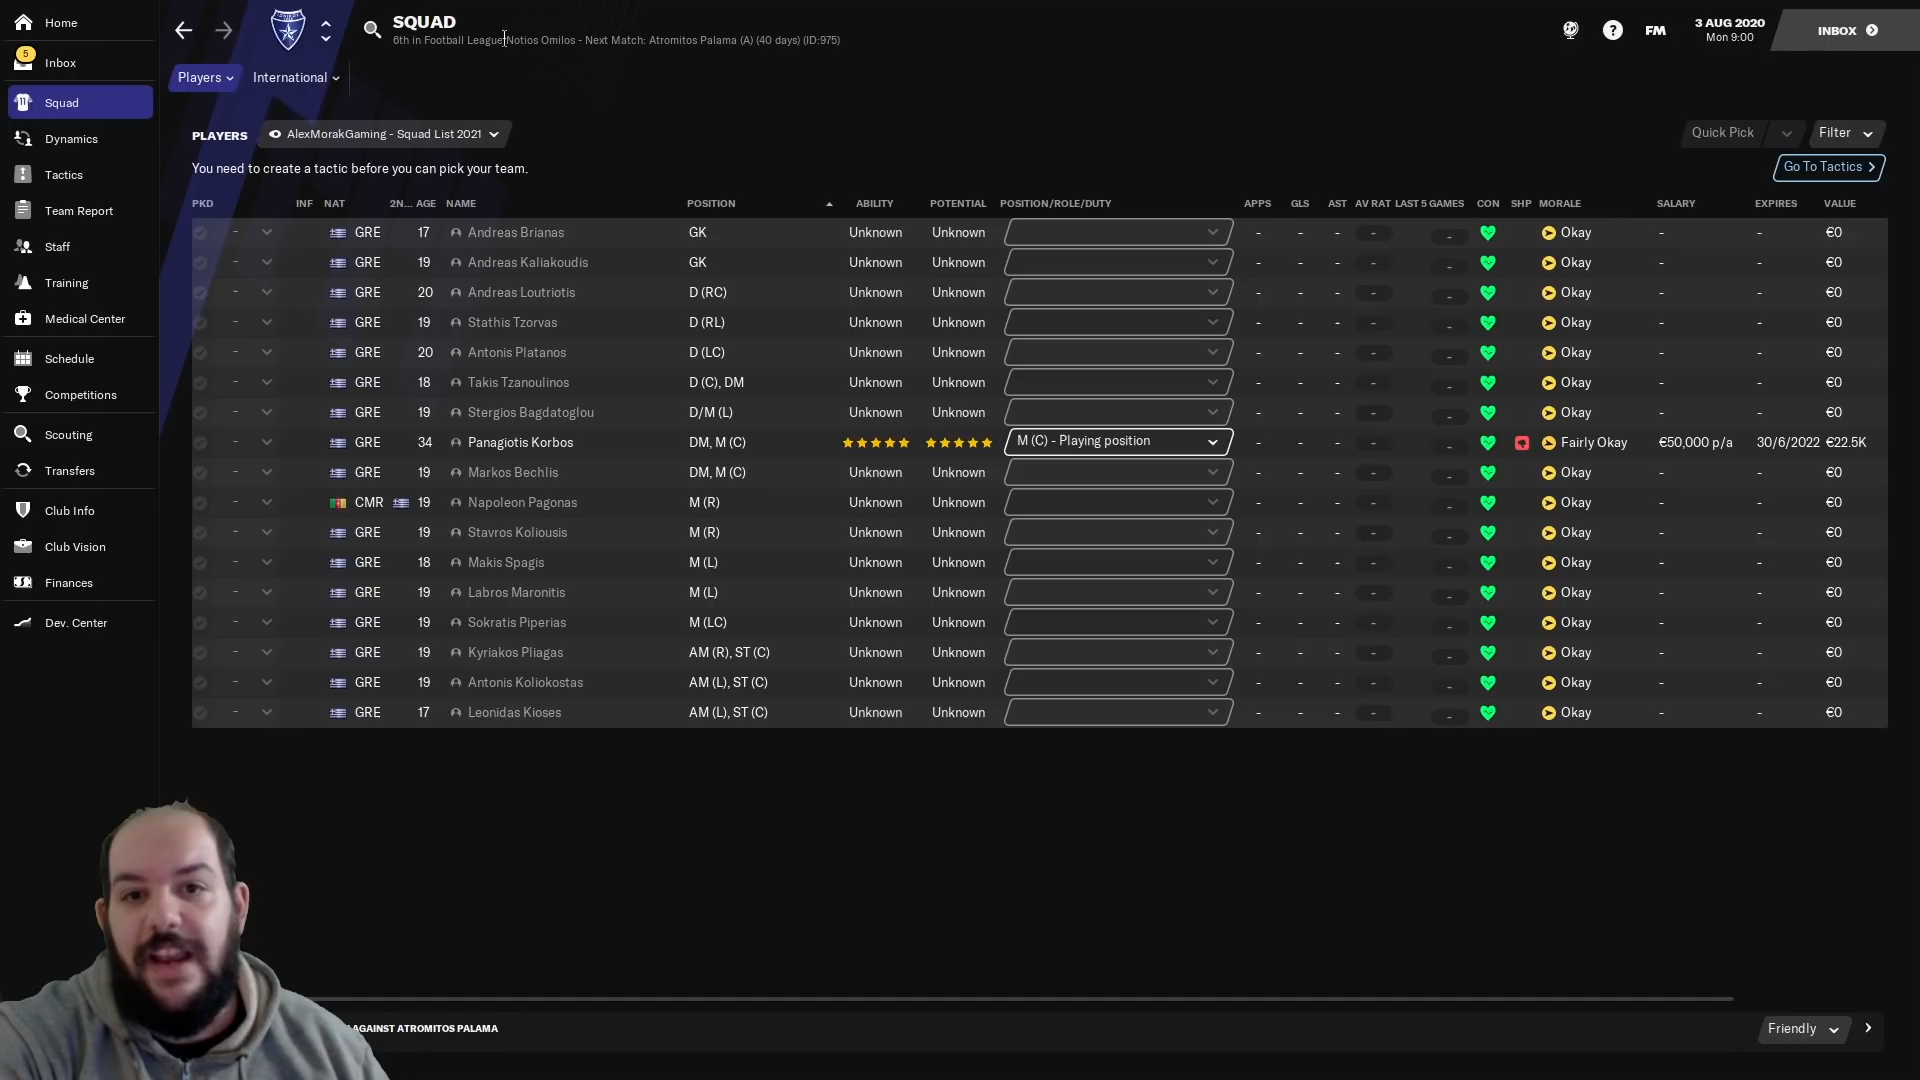 Home
5
Inbox
Squad
Dynamics
Tactics
Team Report
Staff
Training
Medical Center
Schedule
Competitions
Scouting
Transfers
Club Info
Club Vision
Finances
Dev. Center
SQUAD
6th in Football League Notios Omilos - Next Match: Atromitos Palama (A) (40 days) (ID:975)
? FM 3 AUG 2020 Mon 9:00 INBOX
Players International
PLAYERS AlexMorakGaming - Squad List 2021 Quick Pick Filter
You need to create a tactic before you can pick your team. Go To Tactics
PKD INF NAT 2N... AGE NAME POSITION ABILITY POTENTIAL POSITION/ROLE/DUTY APPS GLS AST AV RAT LAST 5 GAMES CON SHP MORALE SALARY EXPIRES VALUE
- GRE 17 Andreas Brianas GK Unknown Unknown - - - - - Okay - - €0
- GRE 19 Andreas Kaliakoudis GK Unknown Unknown - - - - - Okay - - €0
- GRE 20 Andreas Loutriotis D (RC) Unknown Unknown - - - - - Okay - - €0
- GRE 19 Stathis Tzorvas D (RL) Unknown Unknown - - - - - Okay - - €0
- GRE 20 Antonis Platanos D (LC) Unknown Unknown - - - - - Okay - - €0
- GRE 18 Takis Tzanoulinos D (C), DM Unknown Unknown - - - - - Okay - - €0
- GRE 19 Stergios Bagdatoglou D/M (L) Unknown Unknown - - - - - Okay - - €0
- GRE 34 Panagiotis Korbos DM, M (C) M (C) - Playing position - - - - - Fairly Okay €50,000 p/a 30/6/2022 €22.5K
- GRE 19 Markos Bechlis DM, M (C) Unknown Unknown - - - - - Okay - - €0
- CMR 19 Napoleon Pagonas M (R) Unknown Unknown - - - - - Okay - - €0
- GRE 19 Stavros Koliousis M (R) Unknown Unknown - - - - - Okay - - €0
- GRE 18 Makis Spagis M (L) Unknown Unknown - - - - - Okay - - €0
- GRE 19 Labros Maronitis M (L) Unknown Unknown - - - - - Okay - - €0
- GRE 19 Sokratis Piperias M (LC) Unknown Unknown - - - - - Okay - - €0
- GRE 19 Kyriakos Pliagas AM (R), ST (C) Unknown Unknown - - - - - Okay - - €0
- GRE 19 Antonis Koliokostas AM (L), ST (C) Unknown Unknown - - - - - Okay - - €0
- GRE 17 Leonidas Kioses AM (L), ST (C) Unknown Unknown - - - - - Okay - - €0
AGAINST ATROMITOS PALAMA Friendly